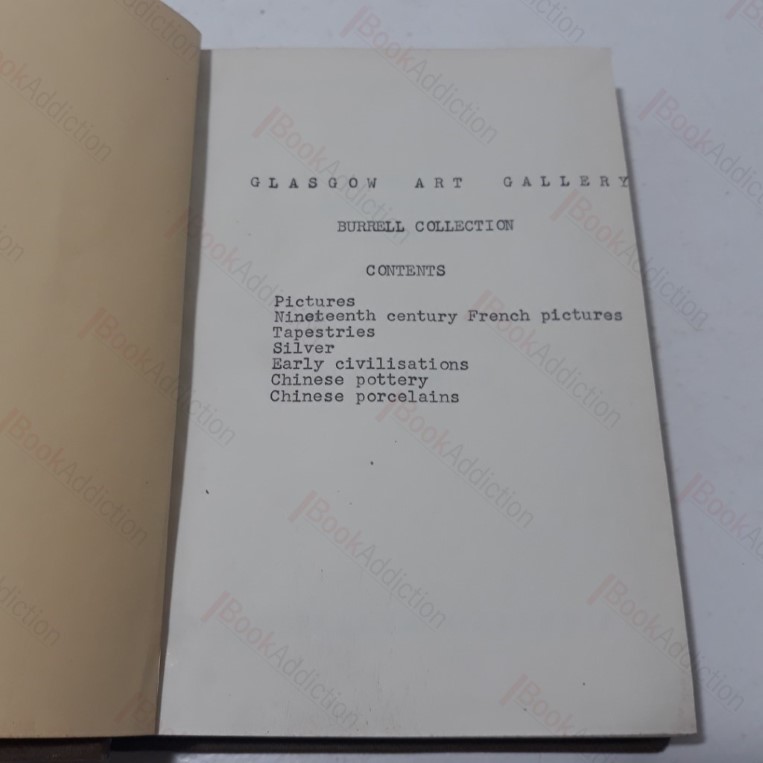 GLASGOW ART GALLERY
BURRELL COLLECTION
CONTENTS
Pictures
Nineteenth century French pictures
Tapestries
Silver
Early civilisations
Chinese pottery
Chinese porcelains
BookAddiction